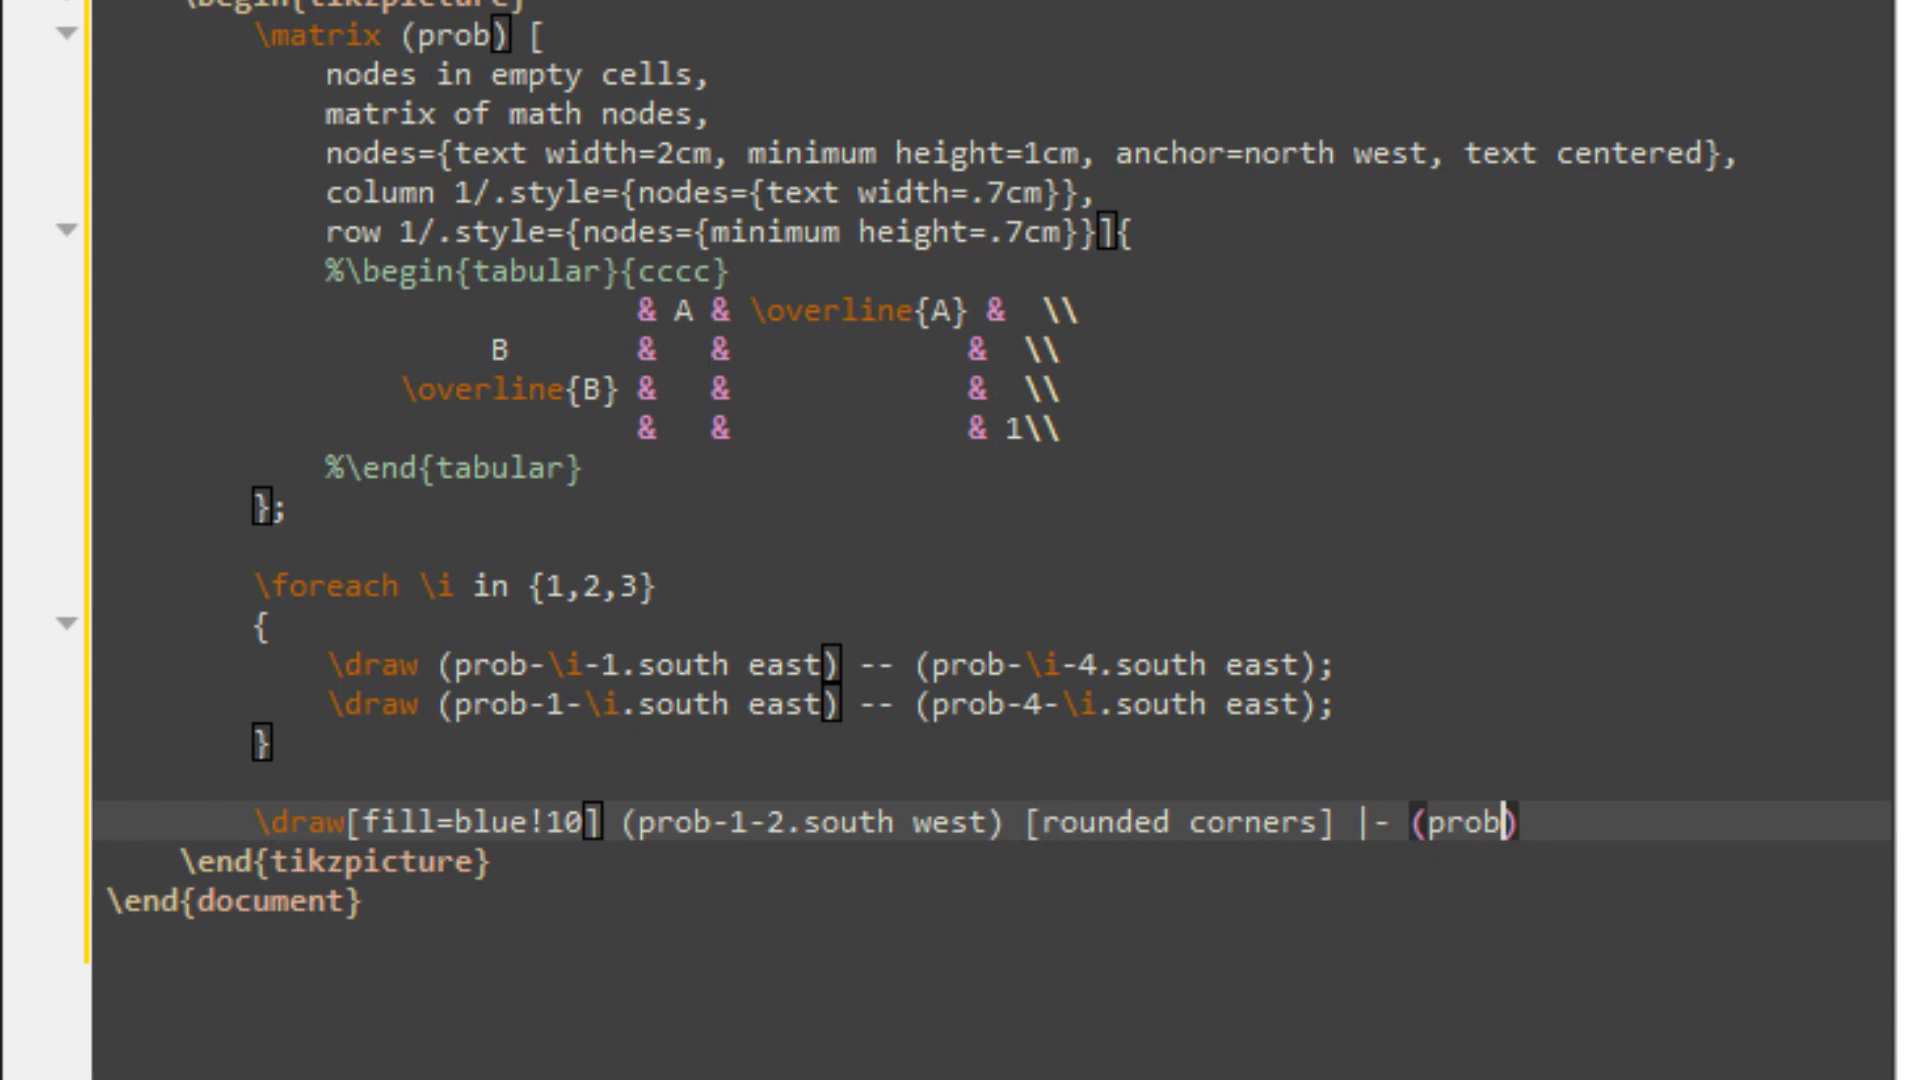 \begin{tikzpicture}
\matrix (prob) [
nodes in empty cells,
matrix of math nodes,
nodes={text width=2cm, minimum height=1cm, anchor=north west, text centered},
column 1/.style={nodes={text width=.7cm}},
row 1/.style={nodes={minimum height=.7cm}}]{
%\begin{tabular}{cccc}
& A & \overline{A} & \\
B & & & \\
\overline{B} & & & \\
& & & 1\\
%\end{tabular}
};
\foreach \i in {1,2,3}
{
\draw (prob-\i-1.south east) -- (prob-\i-4.south east);
\draw (prob-1-\i.south east) -- (prob-4-\i.south east);
}
\draw[fill=blue!10] (prob-1-2.south west) [rounded corners] |- (prob)
\end{tikzpicture}
\end{document}